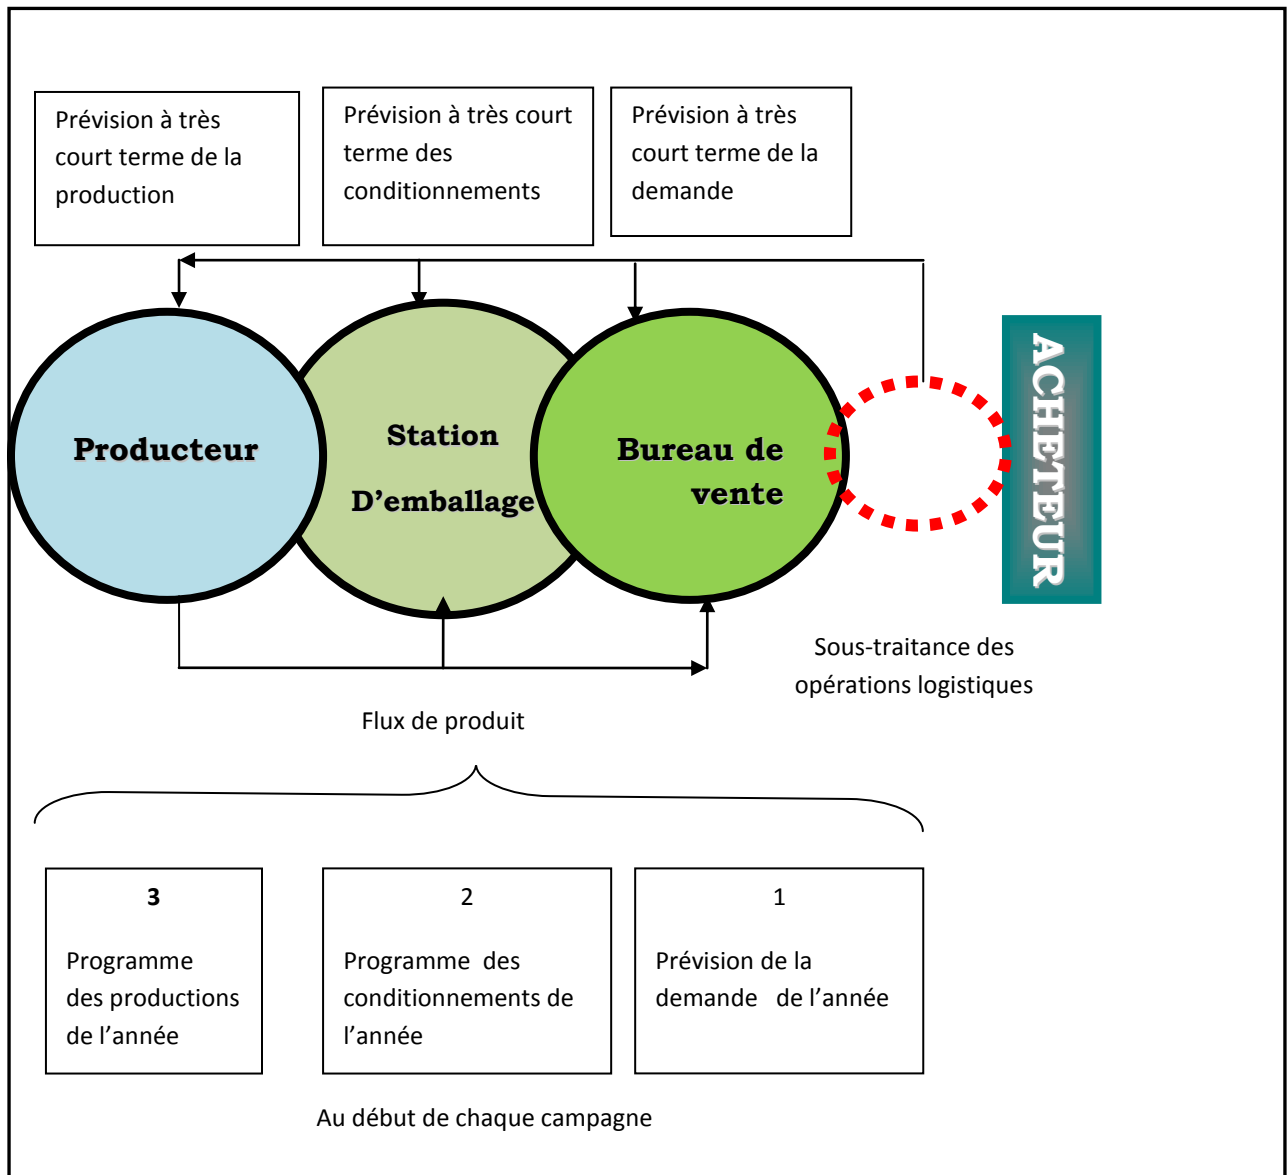 Prévision à très
court terme de la
production
Prévision à très court
terme des
conditionnements
Prévision à très
court terme de la
demande
Producteur
Station
D’emballage
Bureau de
vente
ACHETEUR
Sous-traitance des
opérations logistiques
Flux de produit
3
Programme
des productions
de l’année
2
Programme des
conditionnements de
l’année
1
Prévision de la
demande de l’année
Au début de chaque campagne